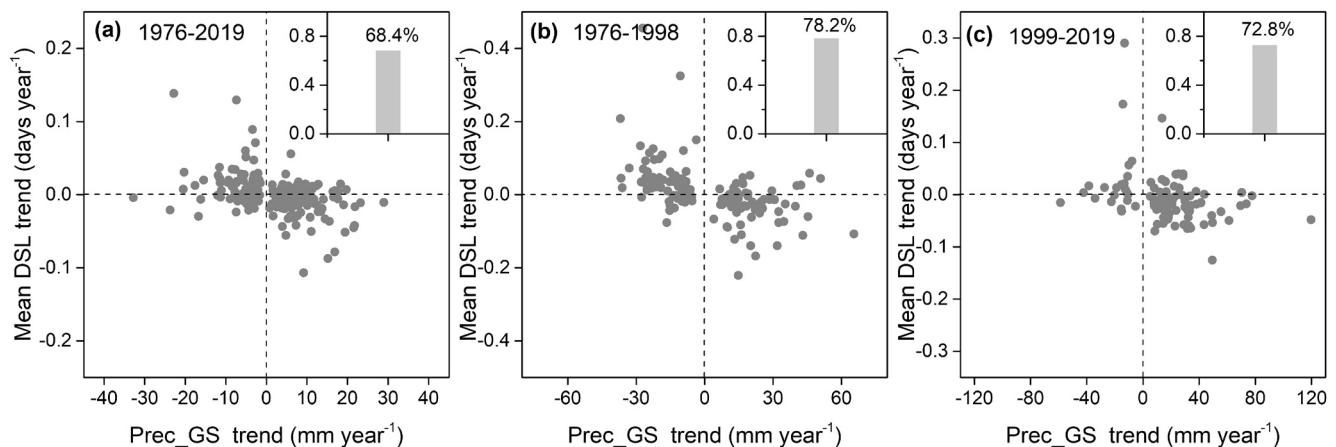 (a) 1976-2019
68.4%
0.8
0.4
0.0
0.2
0.1
0.0
-0.1
-0.2
Mean DSL trend (days year⁻¹)
-40 -30 -20 -10 0 10 20 30 40
Prec_GS trend (mm year⁻¹)
(b) 1976-1998
78.2%
0.8
0.4
0.0
0.4
0.2
0.0
-0.2
-0.4
Mean DSL trend (days year⁻¹)
-60 -30 0 30 60
Prec_GS trend (mm year⁻¹)
(c) 1999-2019
72.8%
0.8
0.4
0.0
0.3
0.2
0.1
0.0
-0.1
-0.2
-0.3
Mean DSL trend (days year⁻¹)
-120 -80 -40 0 40 80 120
Prec_GS trend (mm year⁻¹)